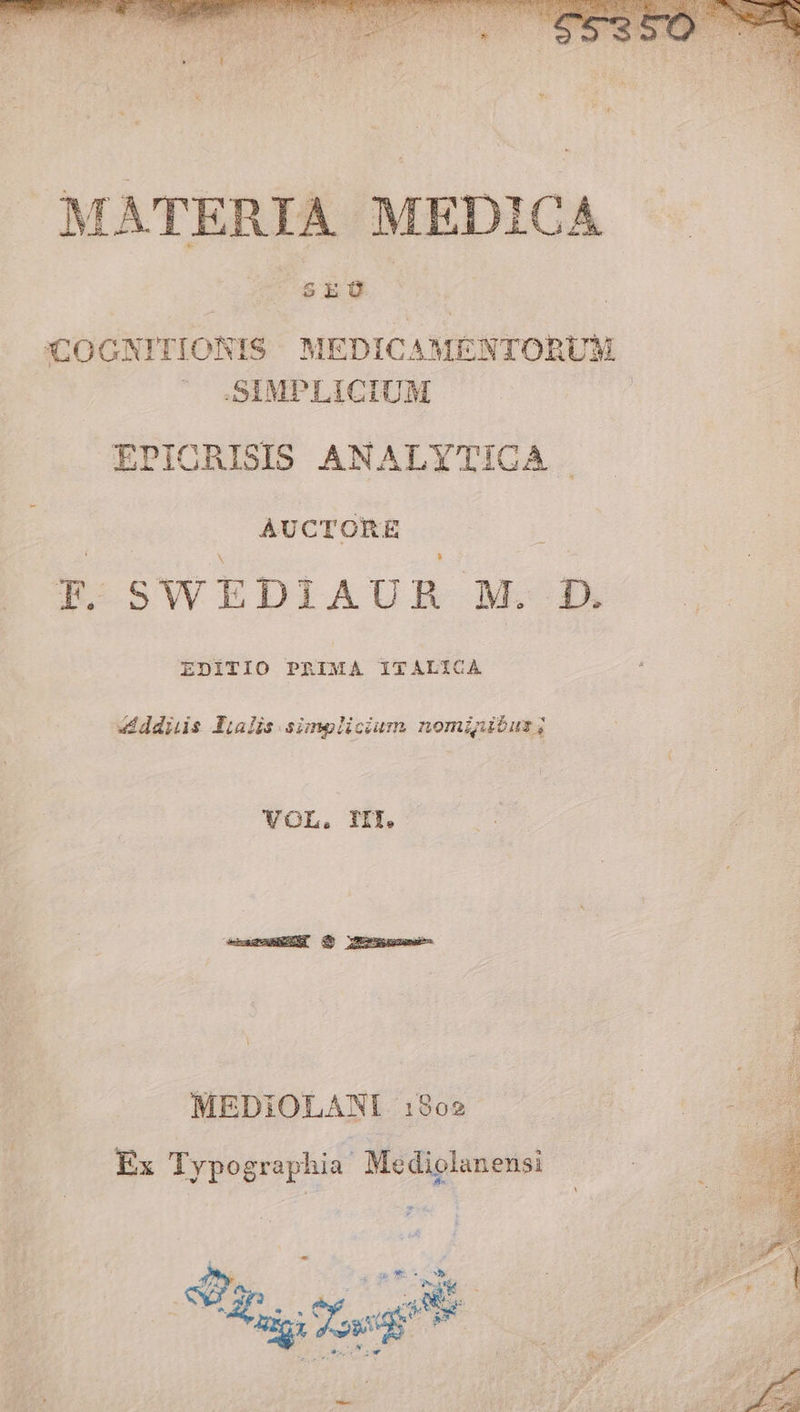 55350
MATERIA MEDICA
SEU
COGNITIONIS MEDICAMENTORUM
SIMPLICIUM
EPICRISIS ANALYTICA
AUCTORE
F. SWEDIAUR M. D.
EDITIO PRIMA ITALICA
Additis Italis simplicium nominibus;
VOL. III.
MEDIOLANI 1802
Ex Typographia Mediolanensi